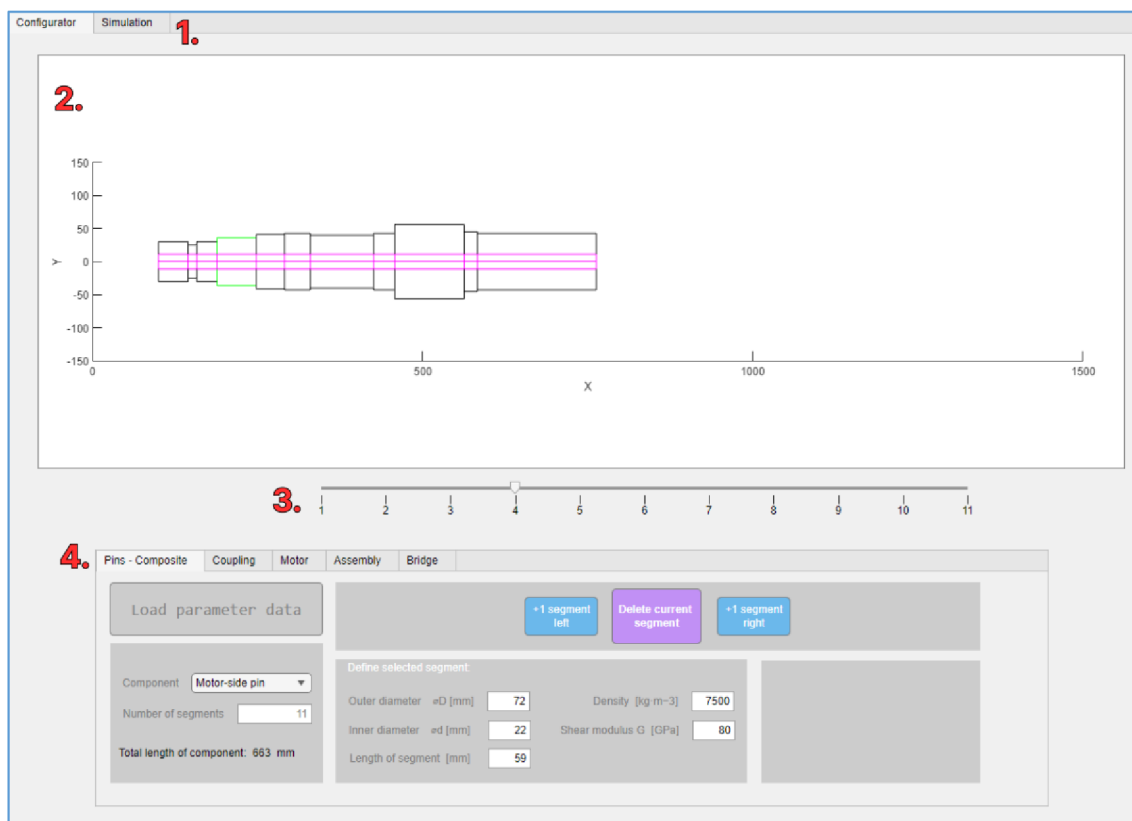 Configurator Simulation
1.
2.
150
100
50
0
-50
-100
-150
Y
0 500 1000 1500
X
3.
1 2 3 4 5 6 7 8 9 10 11
4.
Pins - Composite Coupling Motor Assembly Bridge
Load parameter data
+1 segment
left
Delete current
segment
+1 segment
right
Component Motor-side pin
Number of segments 11
Total length of component: 663 mm
Define selected segment
Outer diameter øD [mm] 72
Inner diameter ød [mm] 22
Length of segment [mm] 59
Density [kg m−3] 7500
Shear modulus G [GPa] 80